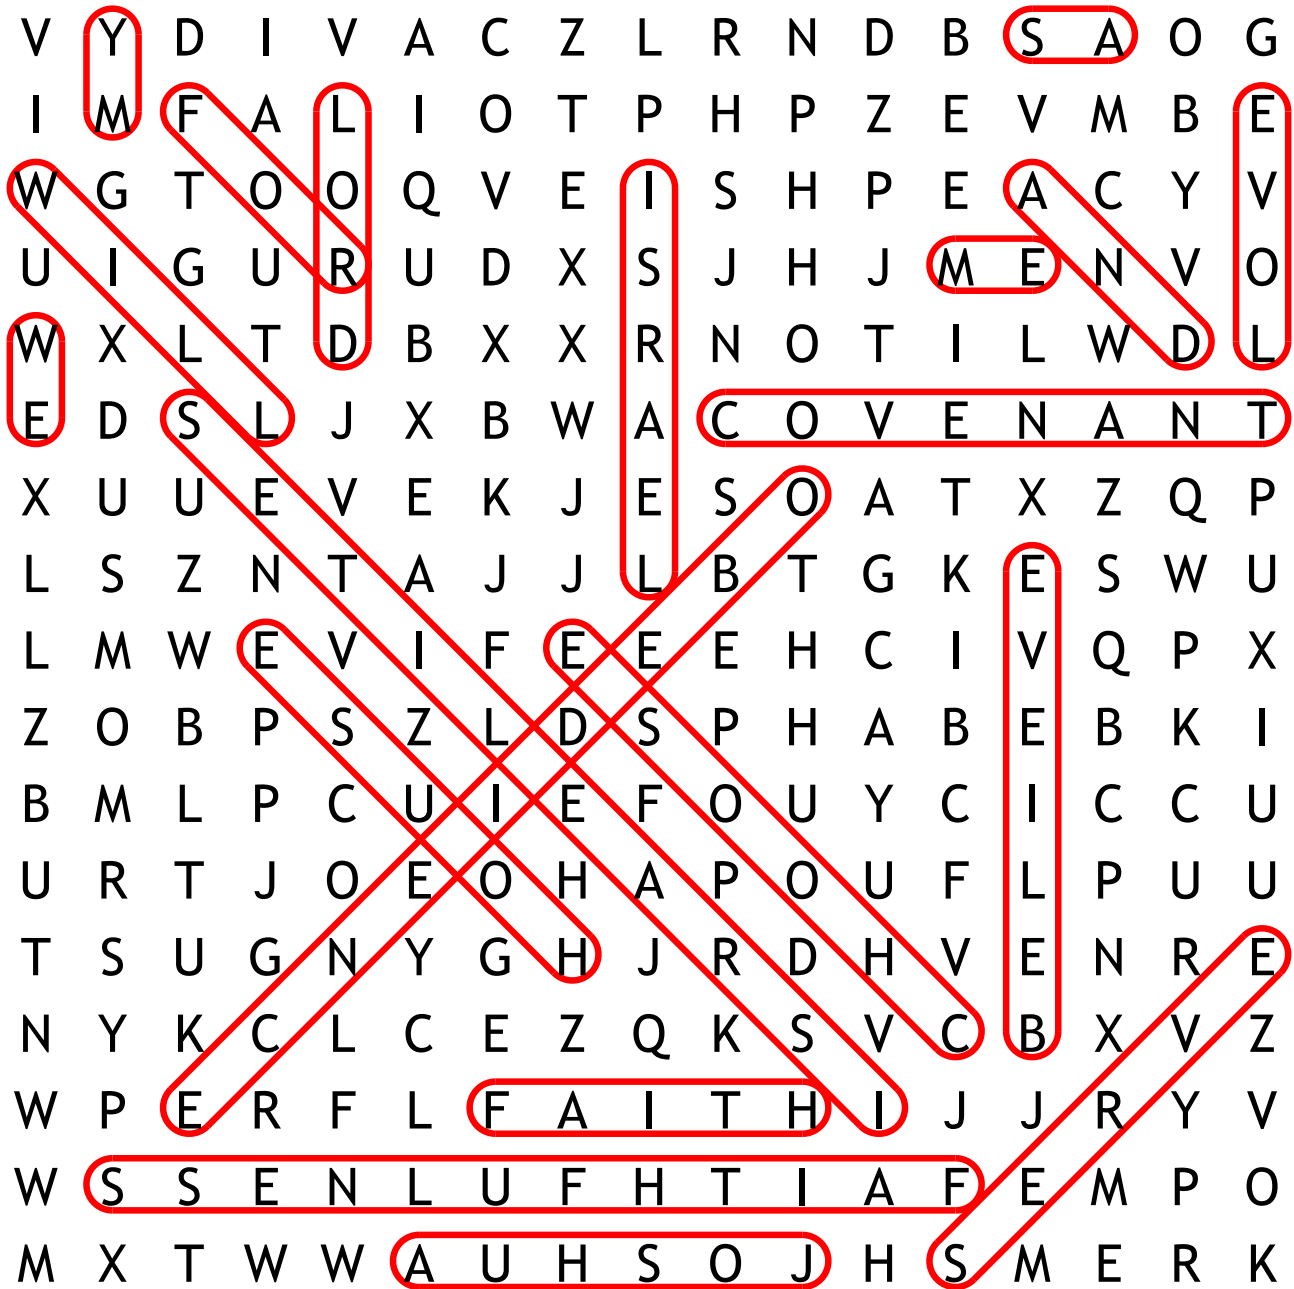 V Y D I V A C Z L R N D B S A O G
I M F A L I O T P H P Z E V M B E
W G T O O Q V E I S H P E A C Y V
U I G U R U D X S J H J M E N V O
W X L T D B X X R N O T I L W D L
E D S L J X B W A C O V E N A N T
X U U E V E K J E S O A T X Z Q P
L S Z N T A J J L B T G K E S W U
L M W E V I F E E E H C I V Q P X
Z O B P S Z L D S P H A B E B K I
B M L P C U I E F O U Y C I C C U
U R T J O E O H A P O U F L P U U
T S U G N Y G H J R D H V E N R E
N Y K C L C E Z Q K S V C B X V Z
W P E R F L F A I T H I J J R Y V
W S S E N L U F H T I A F E M P O
M X T W W A U H S O J H S M E R K